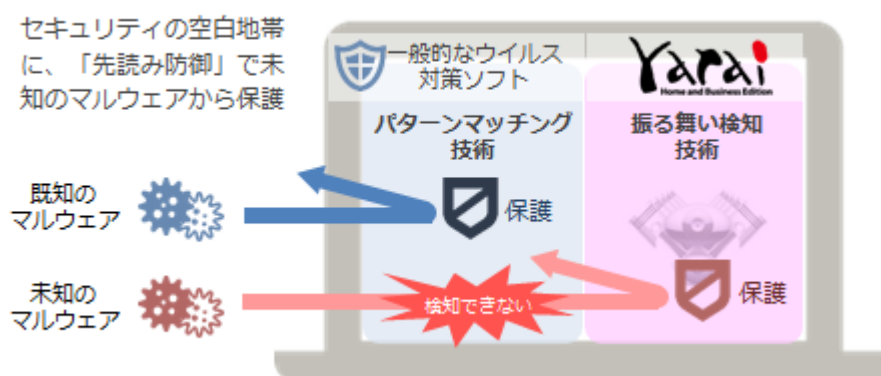 セキュリティの空白地帯
に、「先読み防御」で未
知のマルウェアから保護
一般的なウイルス
対策ソフト
Yarai
Home and Business Edition
パターンマッチング
技術
振る舞い検知
技術
既知の
マルウェア
保護
未知の
マルウェア
検知できない
保護